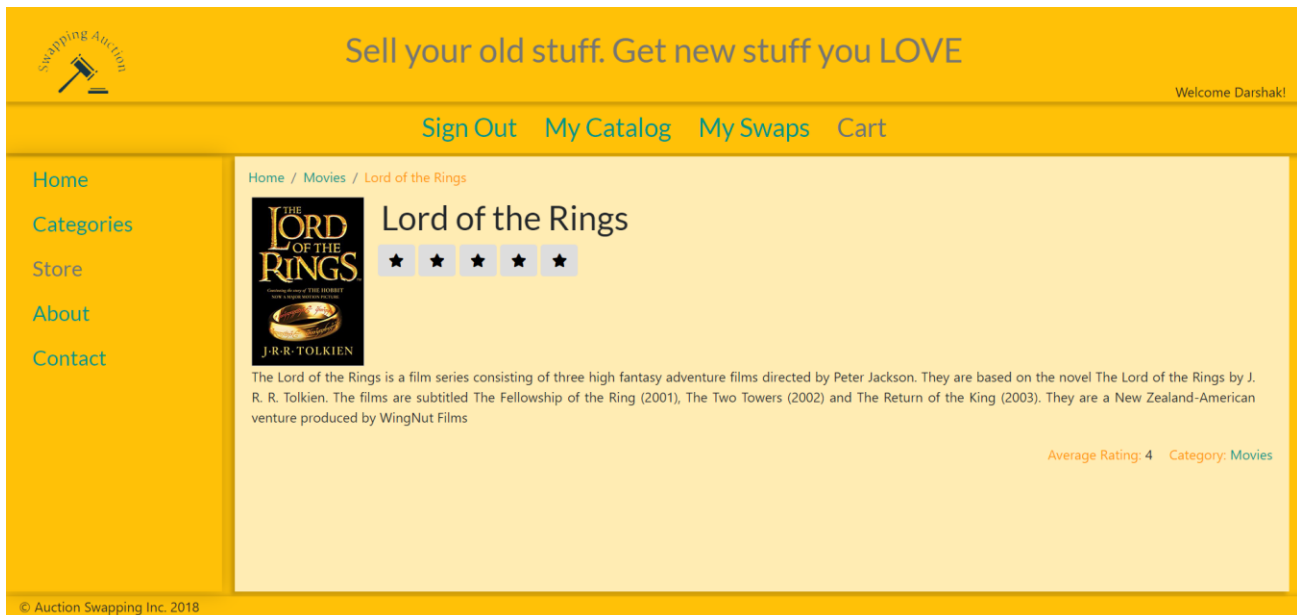 Swapping Auction
Sell your old stuff. Get new stuff you LOVE
Welcome Darshak!
Sign Out My Catalog My Swaps Cart
Home
Categories
Store
About
Contact
Home / Movies / Lord of the Rings
THE
LORD
OF THE
RINGS
Lord of the Rings
J·R·R·TOLKIEN
The Lord of the Rings is a film series consisting of three high fantasy adventure films directed by Peter Jackson. They are based on the novel The Lord of the Rings by J.
R. R. Tolkien. The films are subtitled The Fellowship of the Ring (2001), The Two Towers (2002) and The Return of the King (2003). They are a New Zealand-American
venture produced by WingNut Films
Average Rating: 4 Category: Movies
© Auction Swapping Inc. 2018